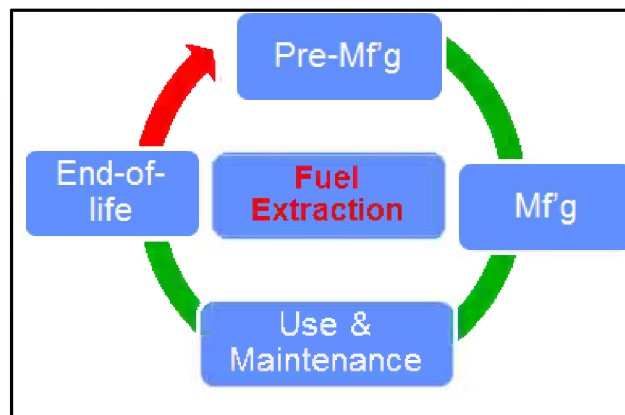 Pre-Mf'g
End-of-
life
Fuel
Extraction
Mf'g
Use &
Maintenance